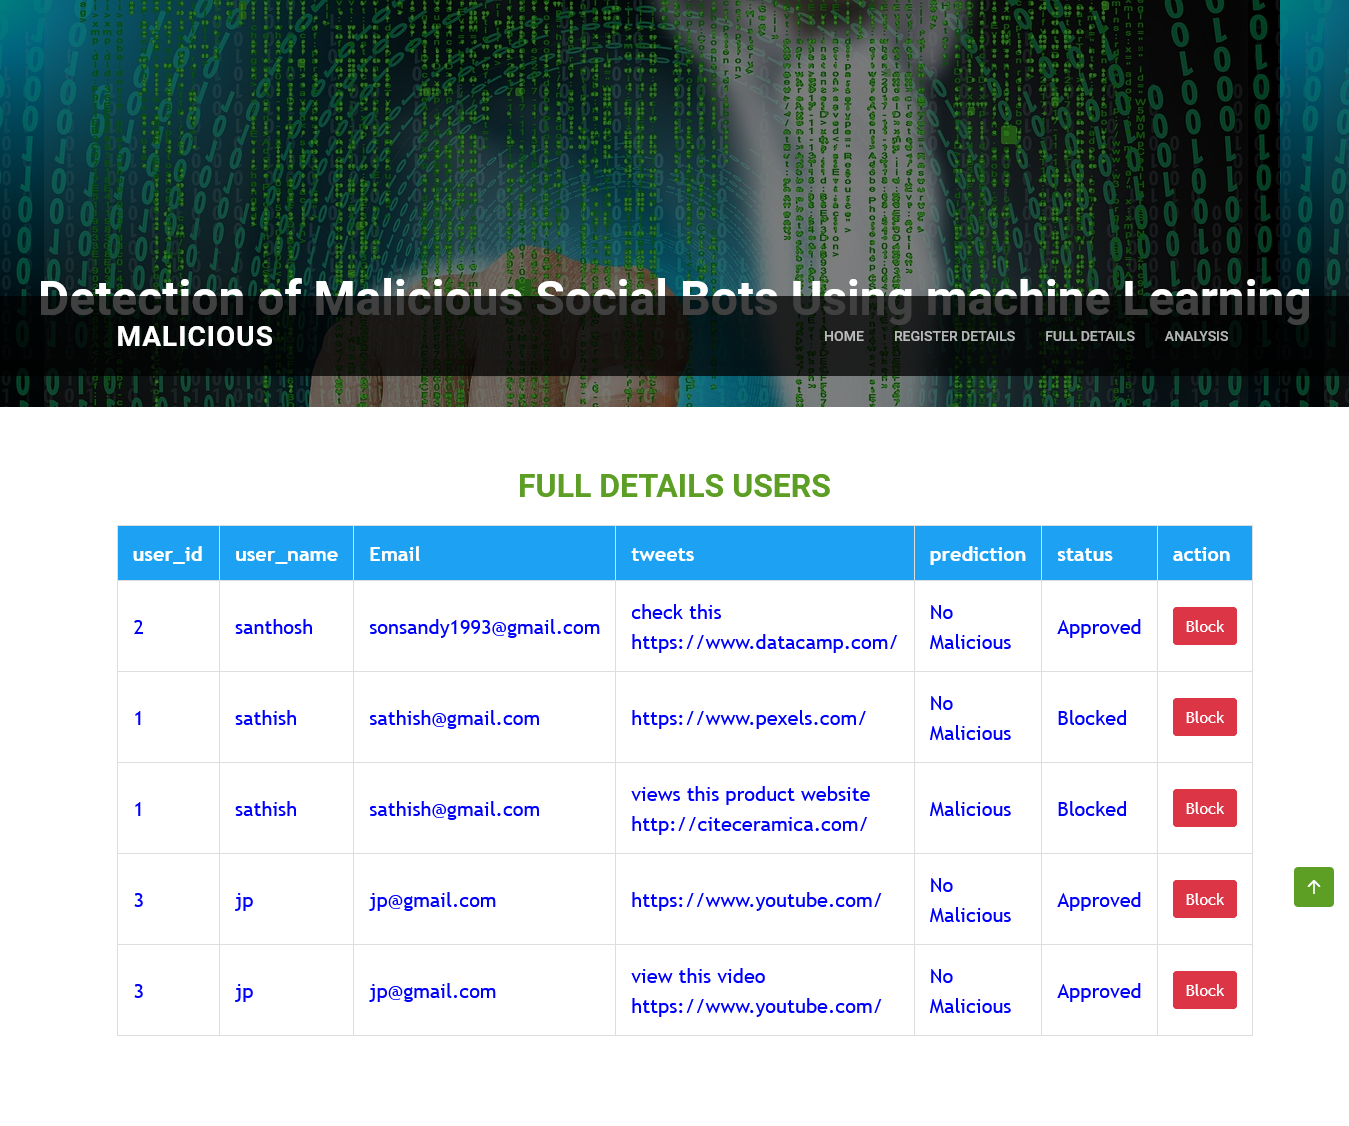 Detection of Malicious Social Bots Using machine Learning
MALICIOUS
HOME REGISTER DETAILS FULL DETAILS ANALYSIS
FULL DETAILS USERS
user_id user_name Email tweets prediction status action
2 santhosh sonsandy1993@gmail.com check this https://www.datacamp.com/ No Malicious Approved Block
1 sathish sathish@gmail.com https://www.pexels.com/ No Malicious Blocked Block
1 sathish sathish@gmail.com views this product website http://citeceramica.com/ Malicious Blocked Block
3 jp jp@gmail.com https://www.youtube.com/ No Malicious Approved Block
3 jp jp@gmail.com view this video https://www.youtube.com/ No Malicious Approved Block